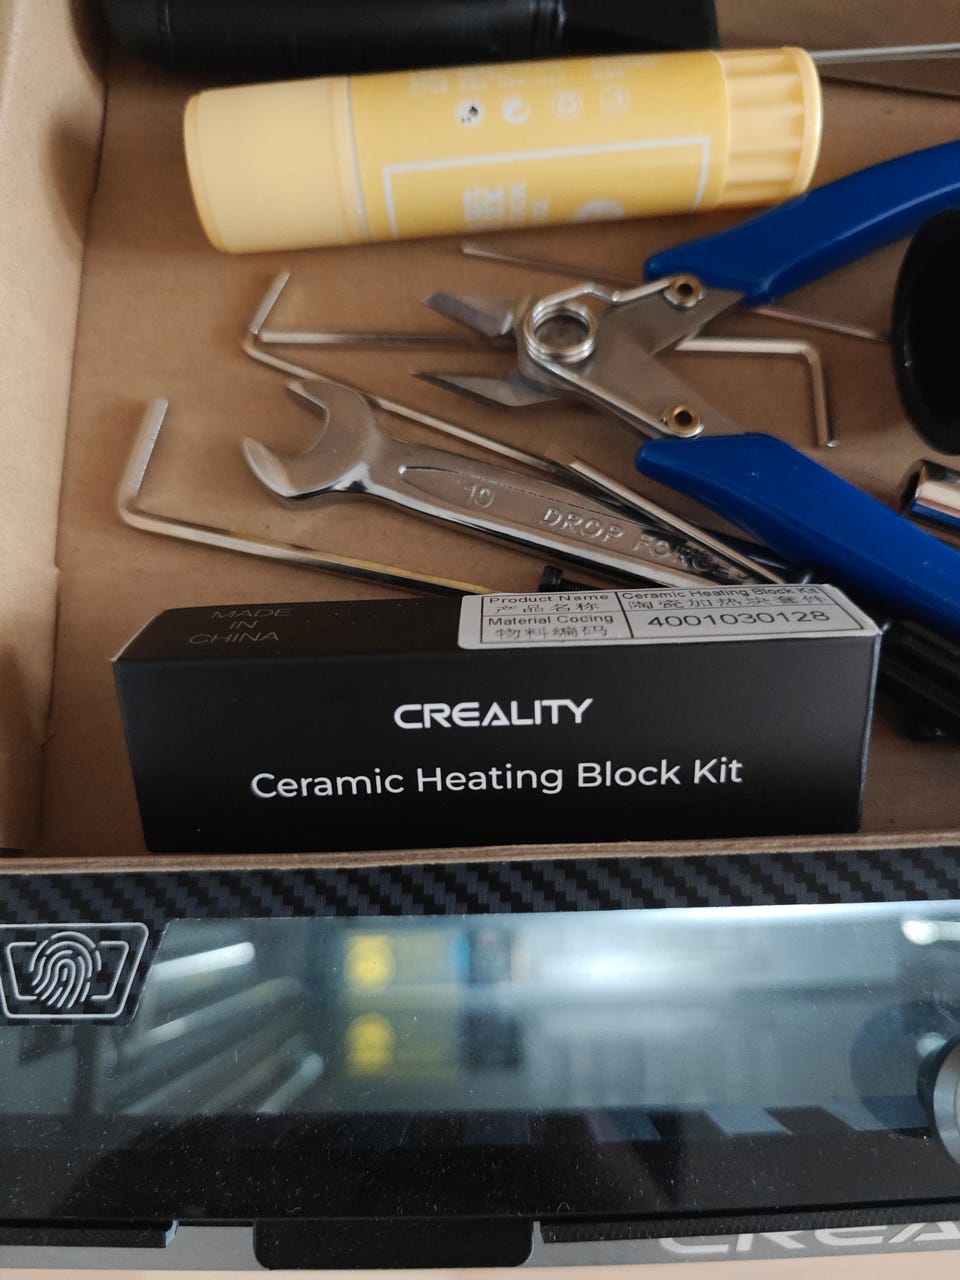 10 DROP FORGED
MADE
IN
CHINA
Product Name Ceramic Heating Block Kit
产品名称 陶瓷加热块套件
Material Coding 4001030128
物料编码
CREALITY
Ceramic Heating Block Kit
CREA